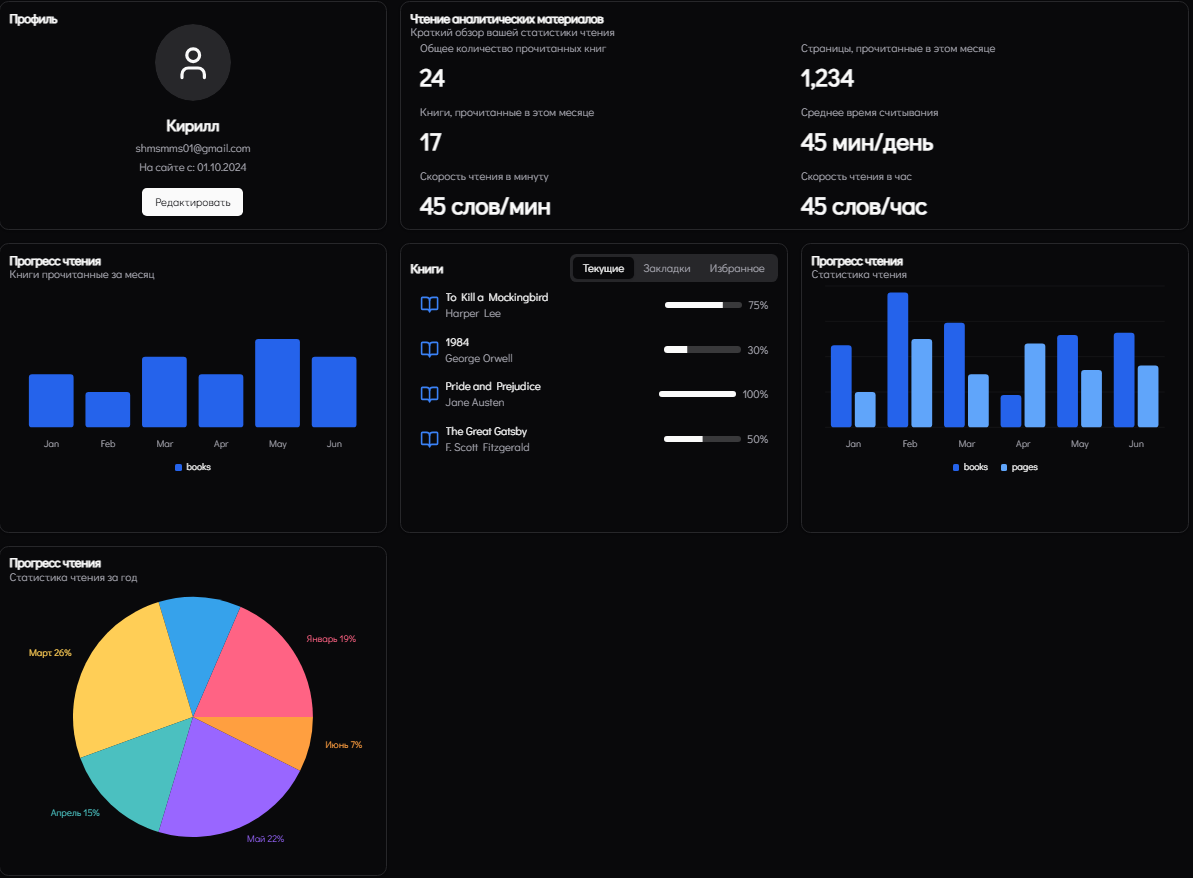 Профиль
Кирилл
shmsmms01@gmail.com
На сайте с: 01.10.2024
Редактировать
Чтение аналитических материалов
Краткий обзор вашей статистики чтения
Общее количество прочитанных книг
24
Страницы, прочитанные в этом месяце
1,234
Книги, прочитанные в этом месяце
17
Среднее время считывания
45 мин/день
Скорость чтения в минуту
45 слов/мин
Скорость чтения в час
45 слов/час
Прогресс чтения
Книги прочитанные за месяц
Jan Feb Mar Apr May Jun
books
Книги
Текущие Закладки Избранное
To Kill a Mockingbird
Harper Lee
75%
1984
George Orwell
30%
Pride and Prejudice
Jane Austen
100%
The Great Gatsby
F. Scott Fitzgerald
50%
Прогресс чтения
Статистика чтения
Jan Feb Mar Apr May Jun
books pages
Прогресс чтения
Статистика чтения за год
Январь 19%
Март 26%
Июнь 7%
Апрель 15%
Май 22%